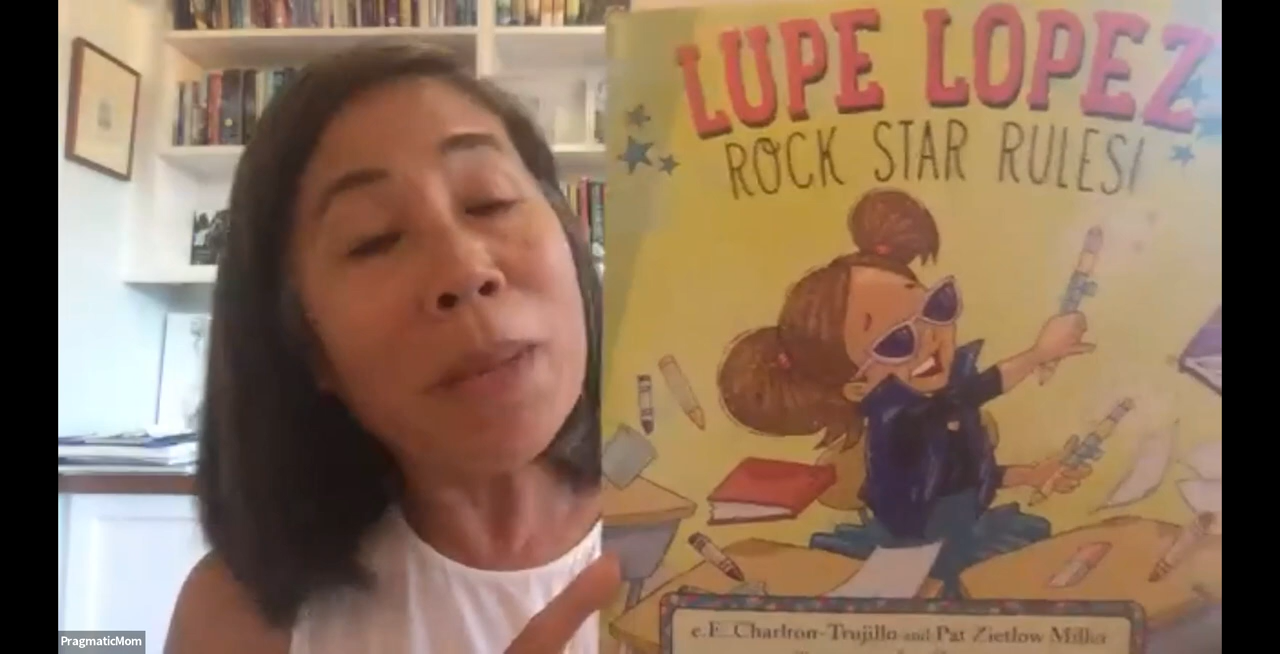 LUPE LOPEZ
ROCK STAR RULES!
e.E. Charlton-Trujillo and Pat Zietlow Miller
PragmaticMom